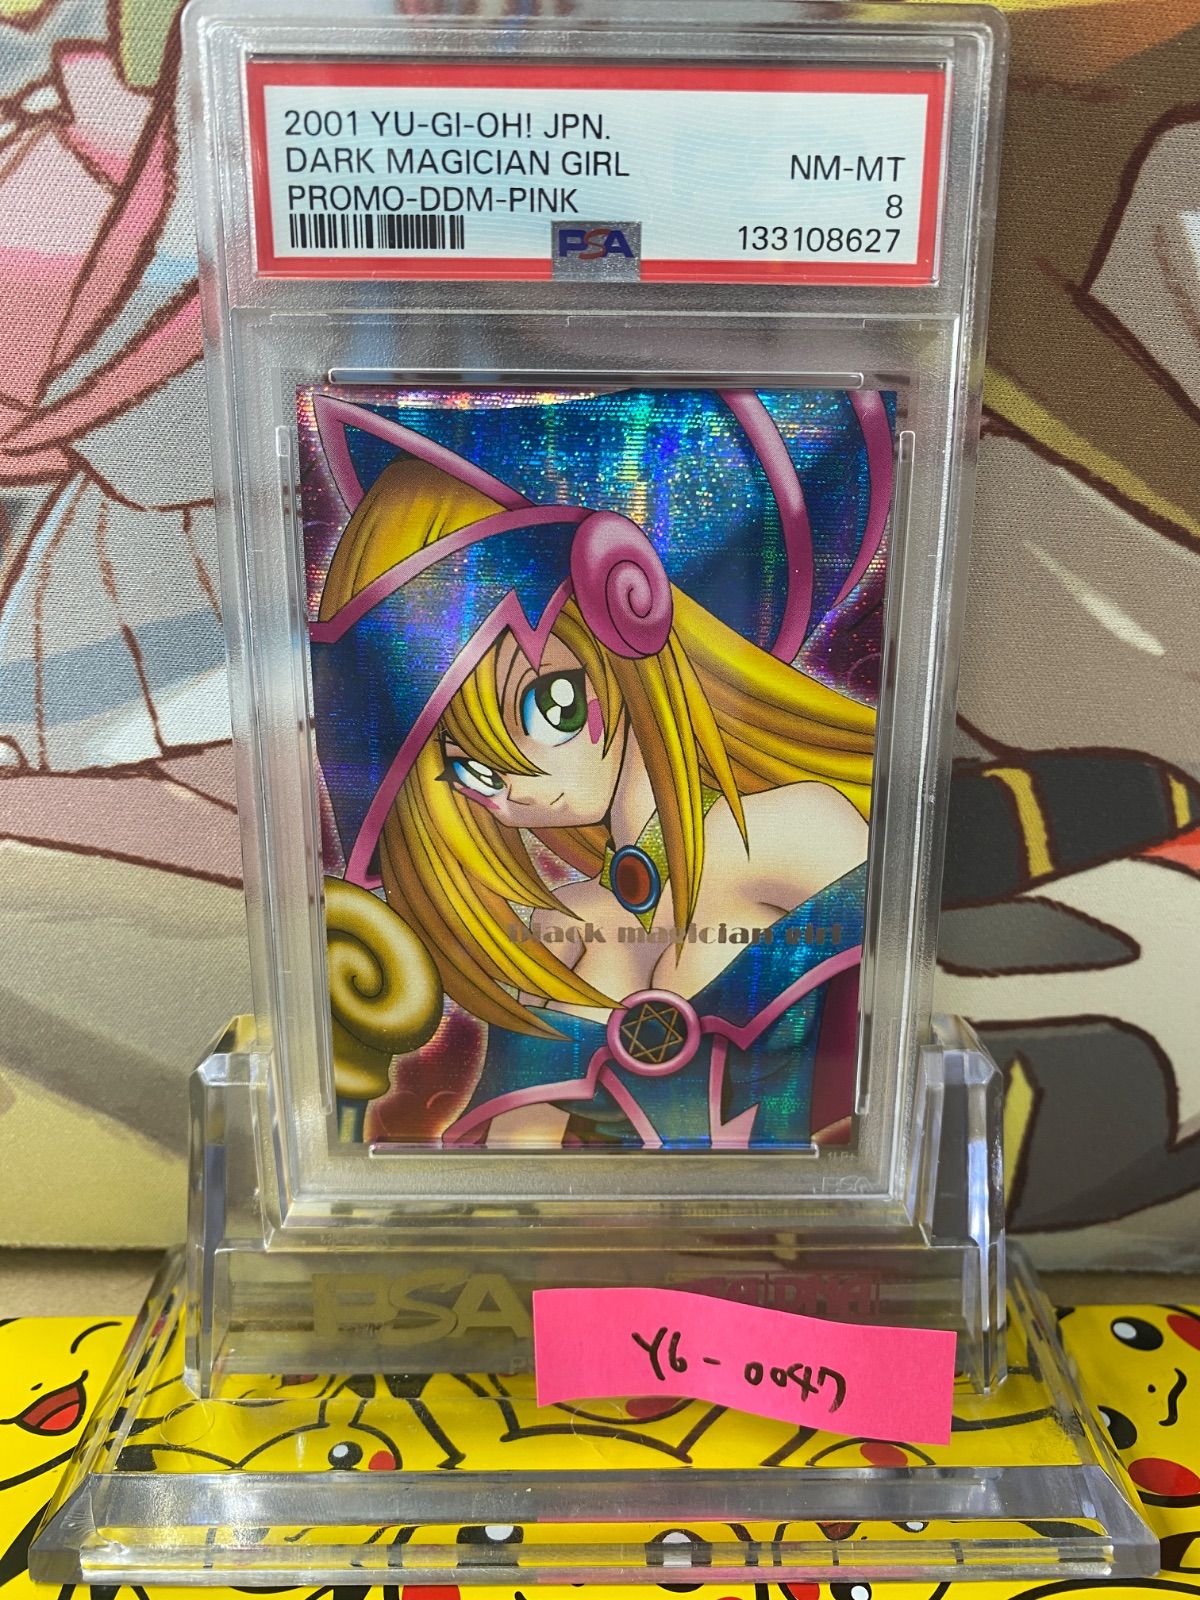 2001 YU-GI-OH! JPN.
DARK MAGICIAN GIRL
PROMO-DDM-PINK
NM-MT
8
133108627
PSA
black magician girl
PSA
Y6-0047